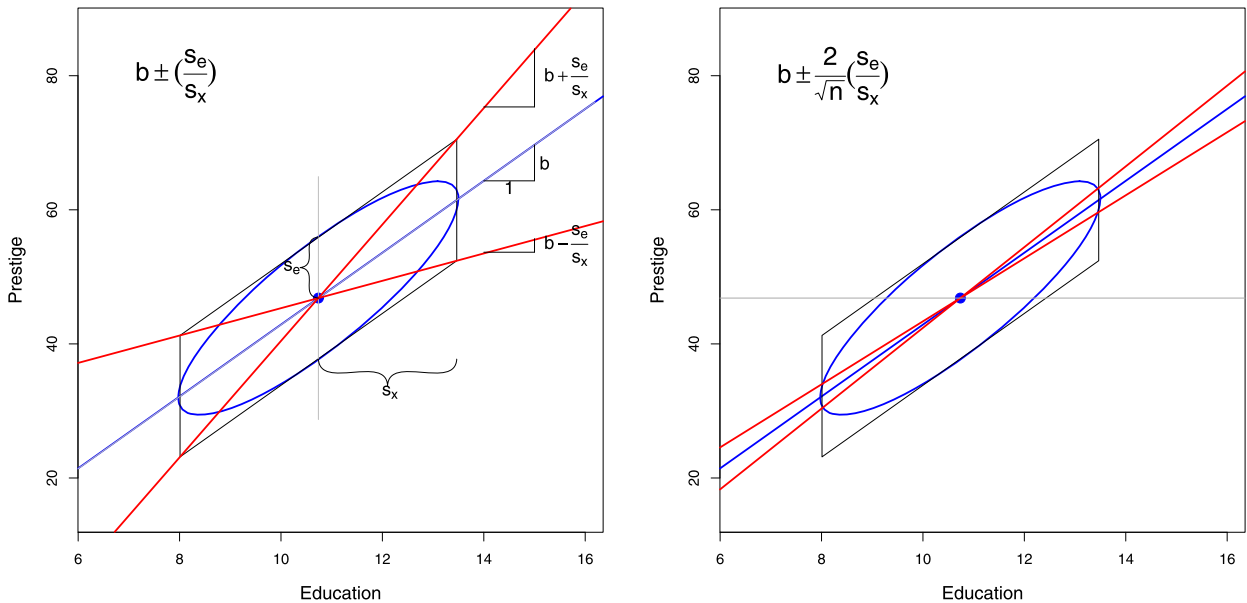 b ± (s_e/s_x)
b + s_e/s_x
b
1
b − s_e/s_x
s_e
s_x
80
60
40
20
6 8 10 12 14 16
Prestige
Education
b ± 2/√n (s_e/s_x)
80
60
40
20
6 8 10 12 14 16
Prestige
Education